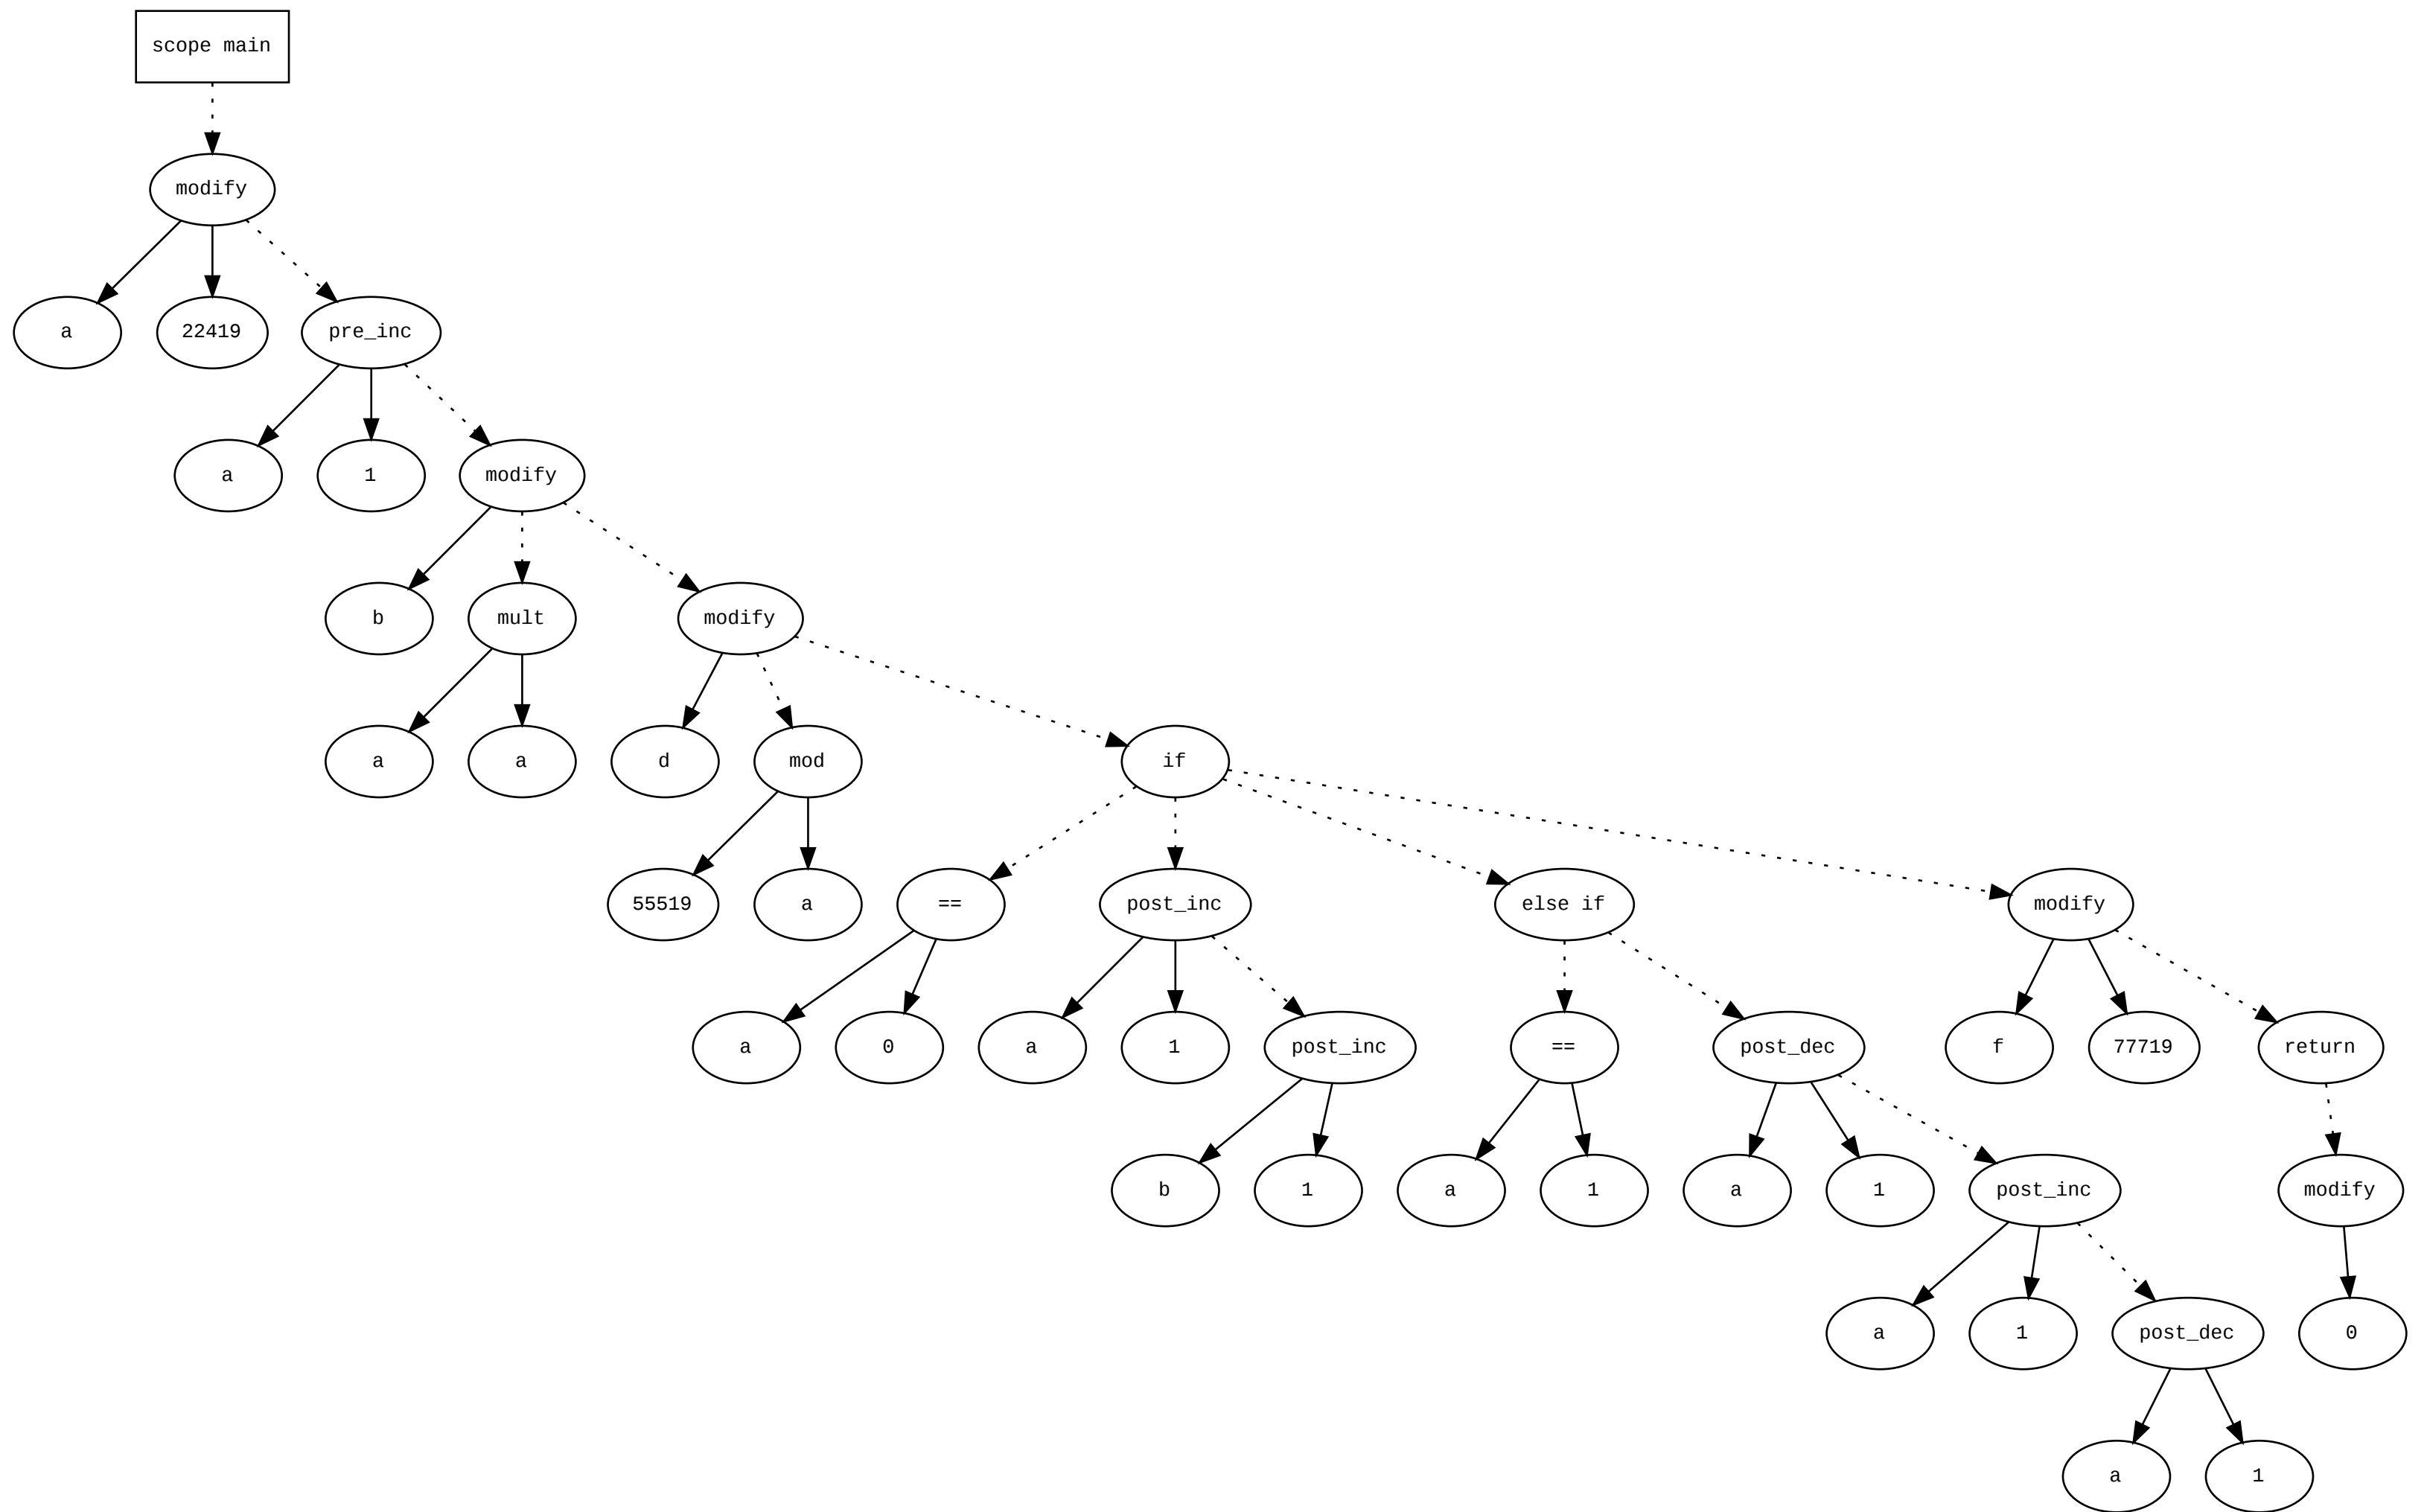 scope main
modify
a
22419
pre_inc
a
1
modify
b
mult
modify
a
a
d
mod
if
55519
a
==
post_inc
else if
modify
a
0
a
1
post_inc
==
post_dec
f
77719
return
b
1
a
1
a
1
post_inc
modify
a
1
post_dec
0
a
1